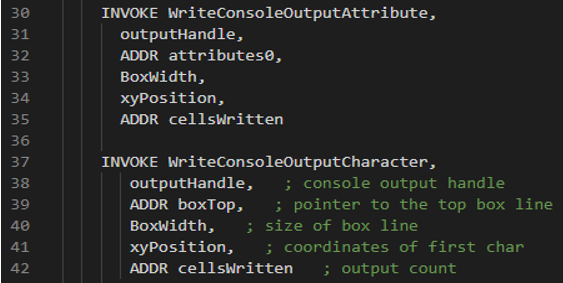 30 INVOKE WriteConsoleOutputAttribute,
31 outputHandle,
32 ADDR attributes0,
33 BoxWidth,
34 xyPosition,
35 ADDR cellsWritten
36
37 INVOKE WriteConsoleOutputCharacter,
38 outputHandle, ; console output handle
39 ADDR boxTop, ; pointer to the top box line
40 BoxWidth, ; size of box line
41 xyPosition, ; coordinates of first char
42 ADDR cellsWritten ; output count